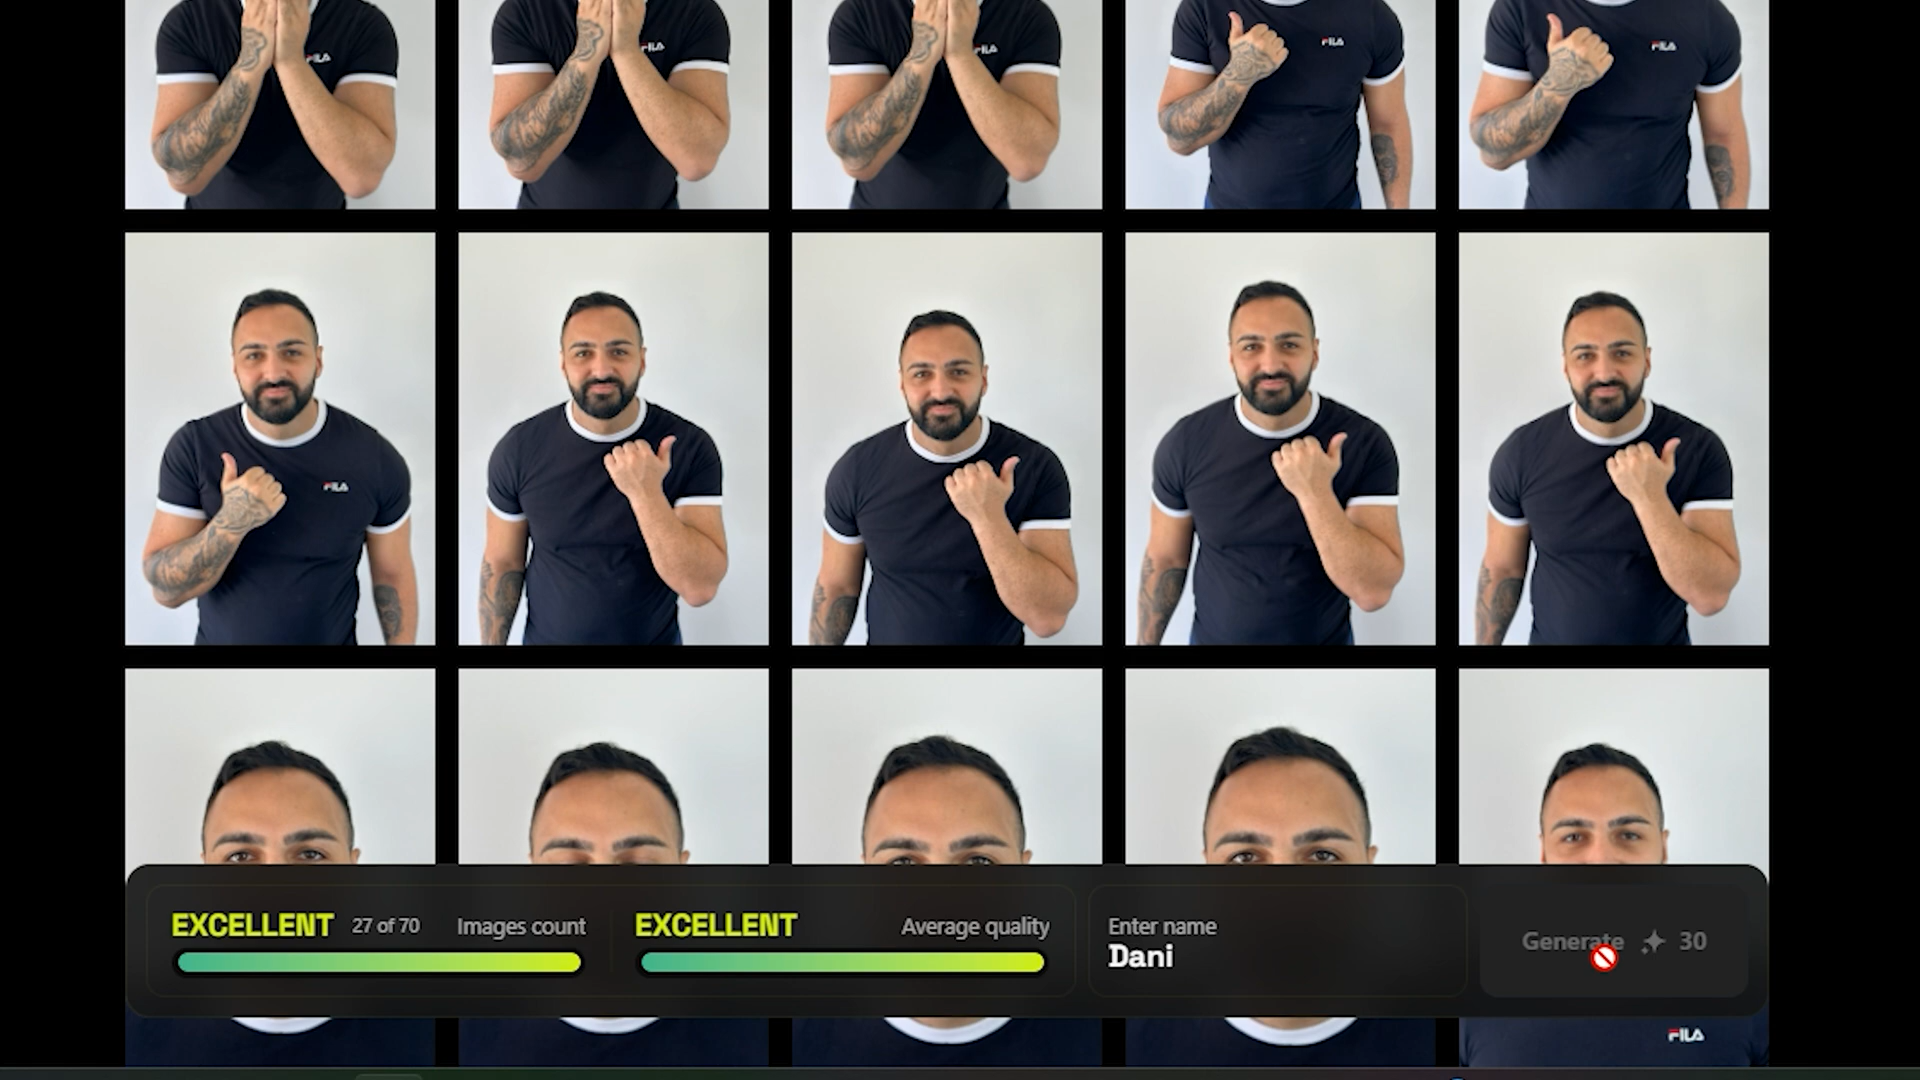 FILA
FILA
FILA
FILA
FILA
FILA
EXCELLENT 27 of 70 Images count
EXCELLENT Average quality
Enter name
Dani
Generate 30
FILA